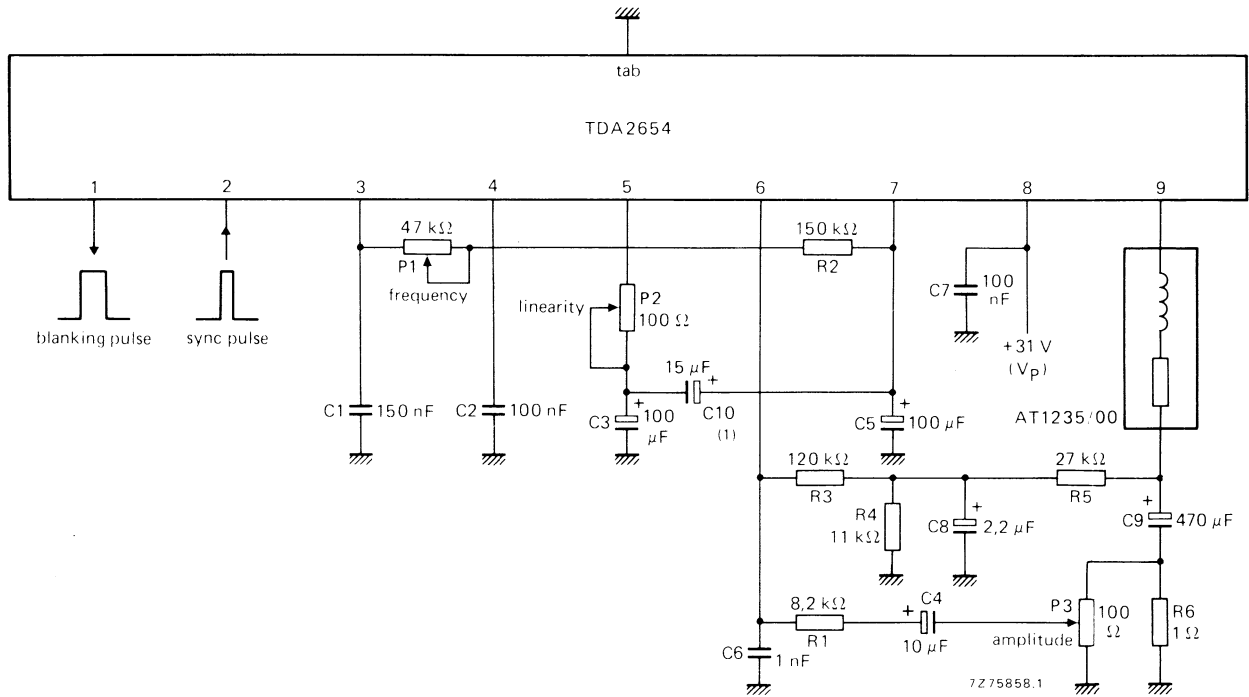 tab
TDA2654
1 2 3 4 5 6 7 8 9
47 kΩ
P1
frequency
150 kΩ
R2
linearity
P2
100 Ω
C7
100
nF
+31 V
(Vp)
blanking pulse
sync pulse
15 µF
+
C10
(1)
C1
150 nF
C2
100 nF
C3
+
100
µF
C5
+
100 µF
AT1235/00
120 kΩ
R3
27 kΩ
R5
R4
11 kΩ
C8
+
2,2 µF
C9
+
470 µF
8,2 kΩ
R1
+
C4
10 µF
P3
100
Ω
amplitude
R6
1 Ω
C6
1 nF
7Z75858.1